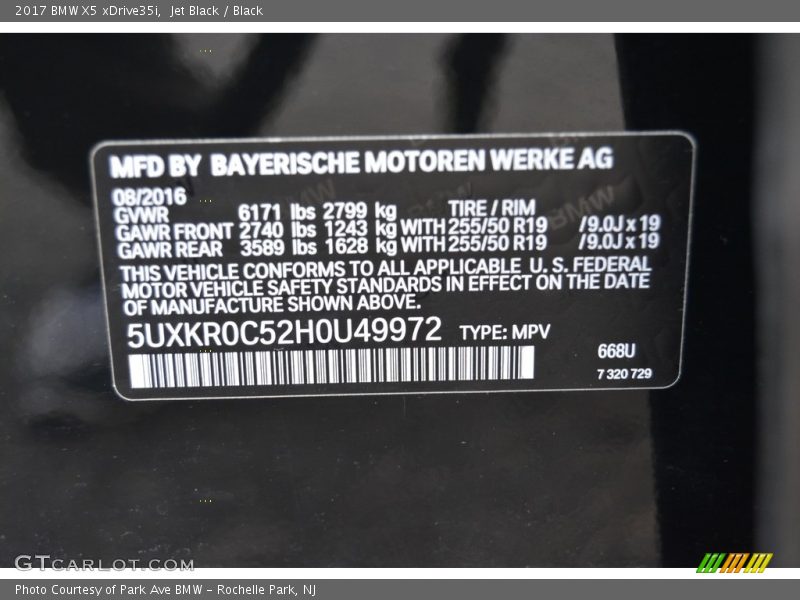 2017 BMW X5 xDrive35i, Jet Black / Black
MFD BY BAYERISCHE MOTOREN WERKE AG
08/2016
GVWR 6171 lbs 2799 kg TIRE / RIM
GAWR FRONT 2740 lbs 1243 kg WITH 255/50 R19 /9.0J x 19
GAWR REAR 3589 lbs 1628 kg WITH 255/50 R19 /9.0J x 19
THIS VEHICLE CONFORMS TO ALL APPLICABLE U. S. FEDERAL
MOTOR VEHICLE SAFETY STANDARDS IN EFFECT ON THE DATE
OF MANUFACTURE SHOWN ABOVE.
5UXKR0C52H0U49972 TYPE: MPV
668U
7 320 729
GTCARLOT.COM
Photo Courtesy of Park Ave BMW - Rochelle Park, NJ